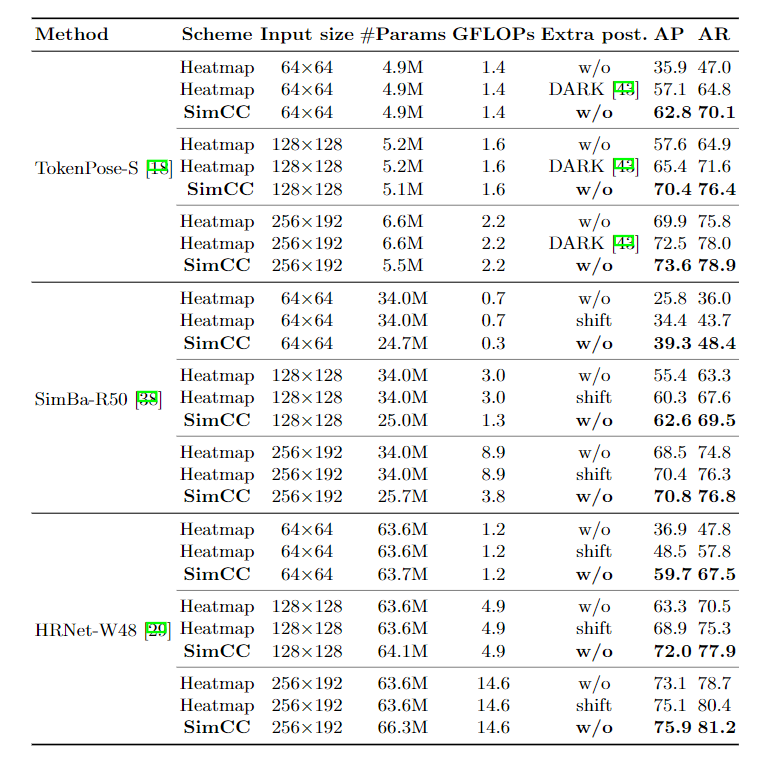 Method Scheme Input size #Params GFLOPs Extra post. AP AR
Heatmap 64×64 4.9M 1.4 w/o 35.9 47.0
Heatmap 64×64 4.9M 1.4 DARK [43] 57.1 64.8
SimCC 64×64 4.9M 1.4 w/o 62.8 70.1
Heatmap 128×128 5.2M 1.6 w/o 57.6 64.9
TokenPose-S [18] Heatmap 128×128 5.2M 1.6 DARK [43] 65.4 71.6
SimCC 128×128 5.1M 1.6 w/o 70.4 76.4
Heatmap 256×192 6.6M 2.2 w/o 69.9 75.8
Heatmap 256×192 6.6M 2.2 DARK [43] 72.5 78.0
SimCC 256×192 5.5M 2.2 w/o 73.6 78.9
Heatmap 64×64 34.0M 0.7 w/o 25.8 36.0
Heatmap 64×64 34.0M 0.7 shift 34.4 43.7
SimCC 64×64 24.7M 0.3 w/o 39.3 48.4
Heatmap 128×128 34.0M 3.0 w/o 55.4 63.3
SimBa-R50 [38] Heatmap 128×128 34.0M 3.0 shift 60.3 67.6
SimCC 128×128 25.0M 1.3 w/o 62.6 69.5
Heatmap 256×192 34.0M 8.9 w/o 68.5 74.8
Heatmap 256×192 34.0M 8.9 shift 70.4 76.3
SimCC 256×192 25.7M 3.8 w/o 70.8 76.8
Heatmap 64×64 63.6M 1.2 w/o 36.9 47.8
Heatmap 64×64 63.6M 1.2 shift 48.5 57.8
SimCC 64×64 63.7M 1.2 w/o 59.7 67.5
Heatmap 128×128 63.6M 4.9 w/o 63.3 70.5
HRNet-W48 [29] Heatmap 128×128 63.6M 4.9 shift 68.9 75.3
SimCC 128×128 64.1M 4.9 w/o 72.0 77.9
Heatmap 256×192 63.6M 14.6 w/o 73.1 78.7
Heatmap 256×192 63.6M 14.6 shift 75.1 80.4
SimCC 256×192 66.3M 14.6 w/o 75.9 81.2